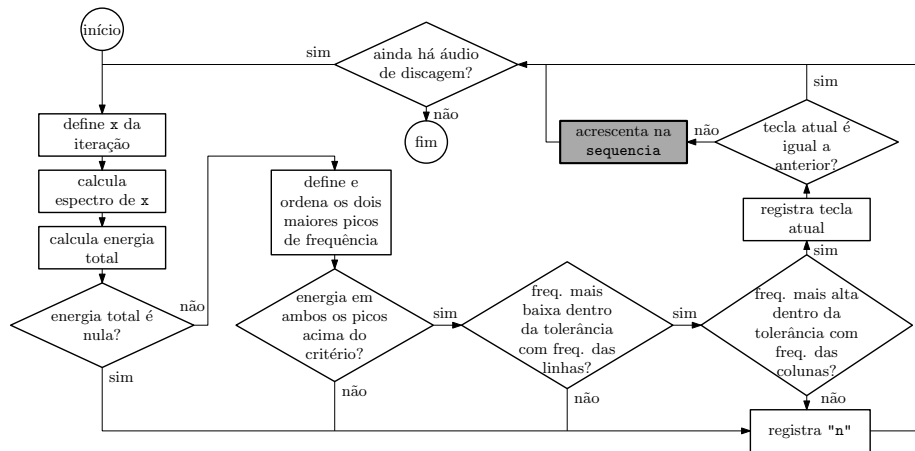 início
sim
ainda há áudio
de discagem?
não
fim
define x da
iteração
calcula
espectro de x
calcula energia
total
energia total é
nula?
não
sim
define e
ordena os dois
maiores picos
de frequência
energia em
ambos os picos
acima do
critério?
sim
não
freq. mais
baixa dentro
da tolerância
com freq. das
linhas?
sim
não
freq. mais alta
dentro da
tolerância com
freq. das
colunas?
sim
não
registra "n"
registra tecla
atual
tecla atual é
igual a
anterior?
sim
não
acrescenta na
sequencia